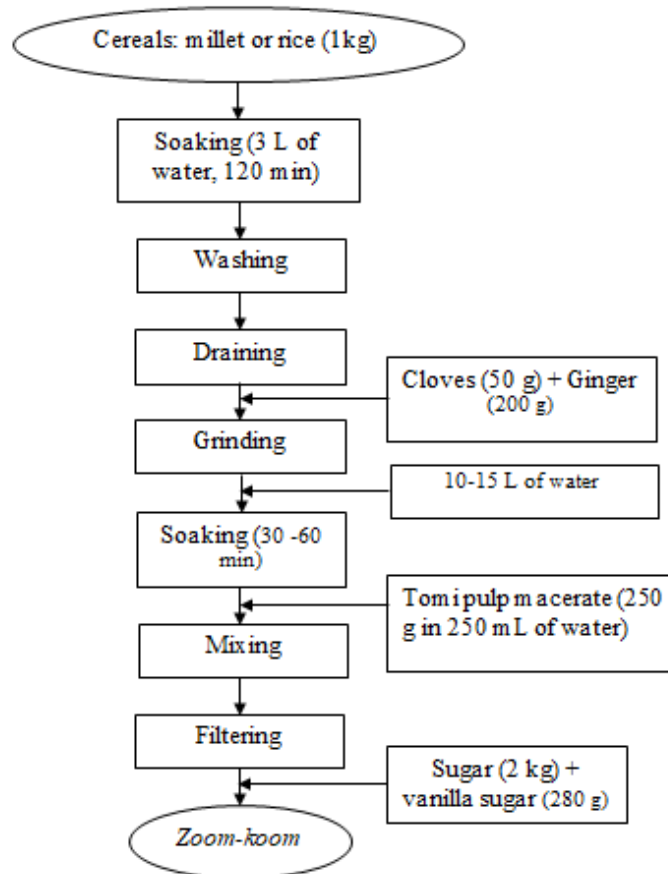 Cereals: millet or rice (1kg)
Soaking (3 L of
water, 120 min)
Washing
Draining
Cloves (50 g) + Ginger
(200 g)
Grinding
10-15 L of water
Soaking (30 -60
min)
Tomi pulp macerate (250
g in 250 mL of water)
Mixing
Filtering
Sugar (2 kg) +
vanilla sugar (280 g)
Zoom-koom